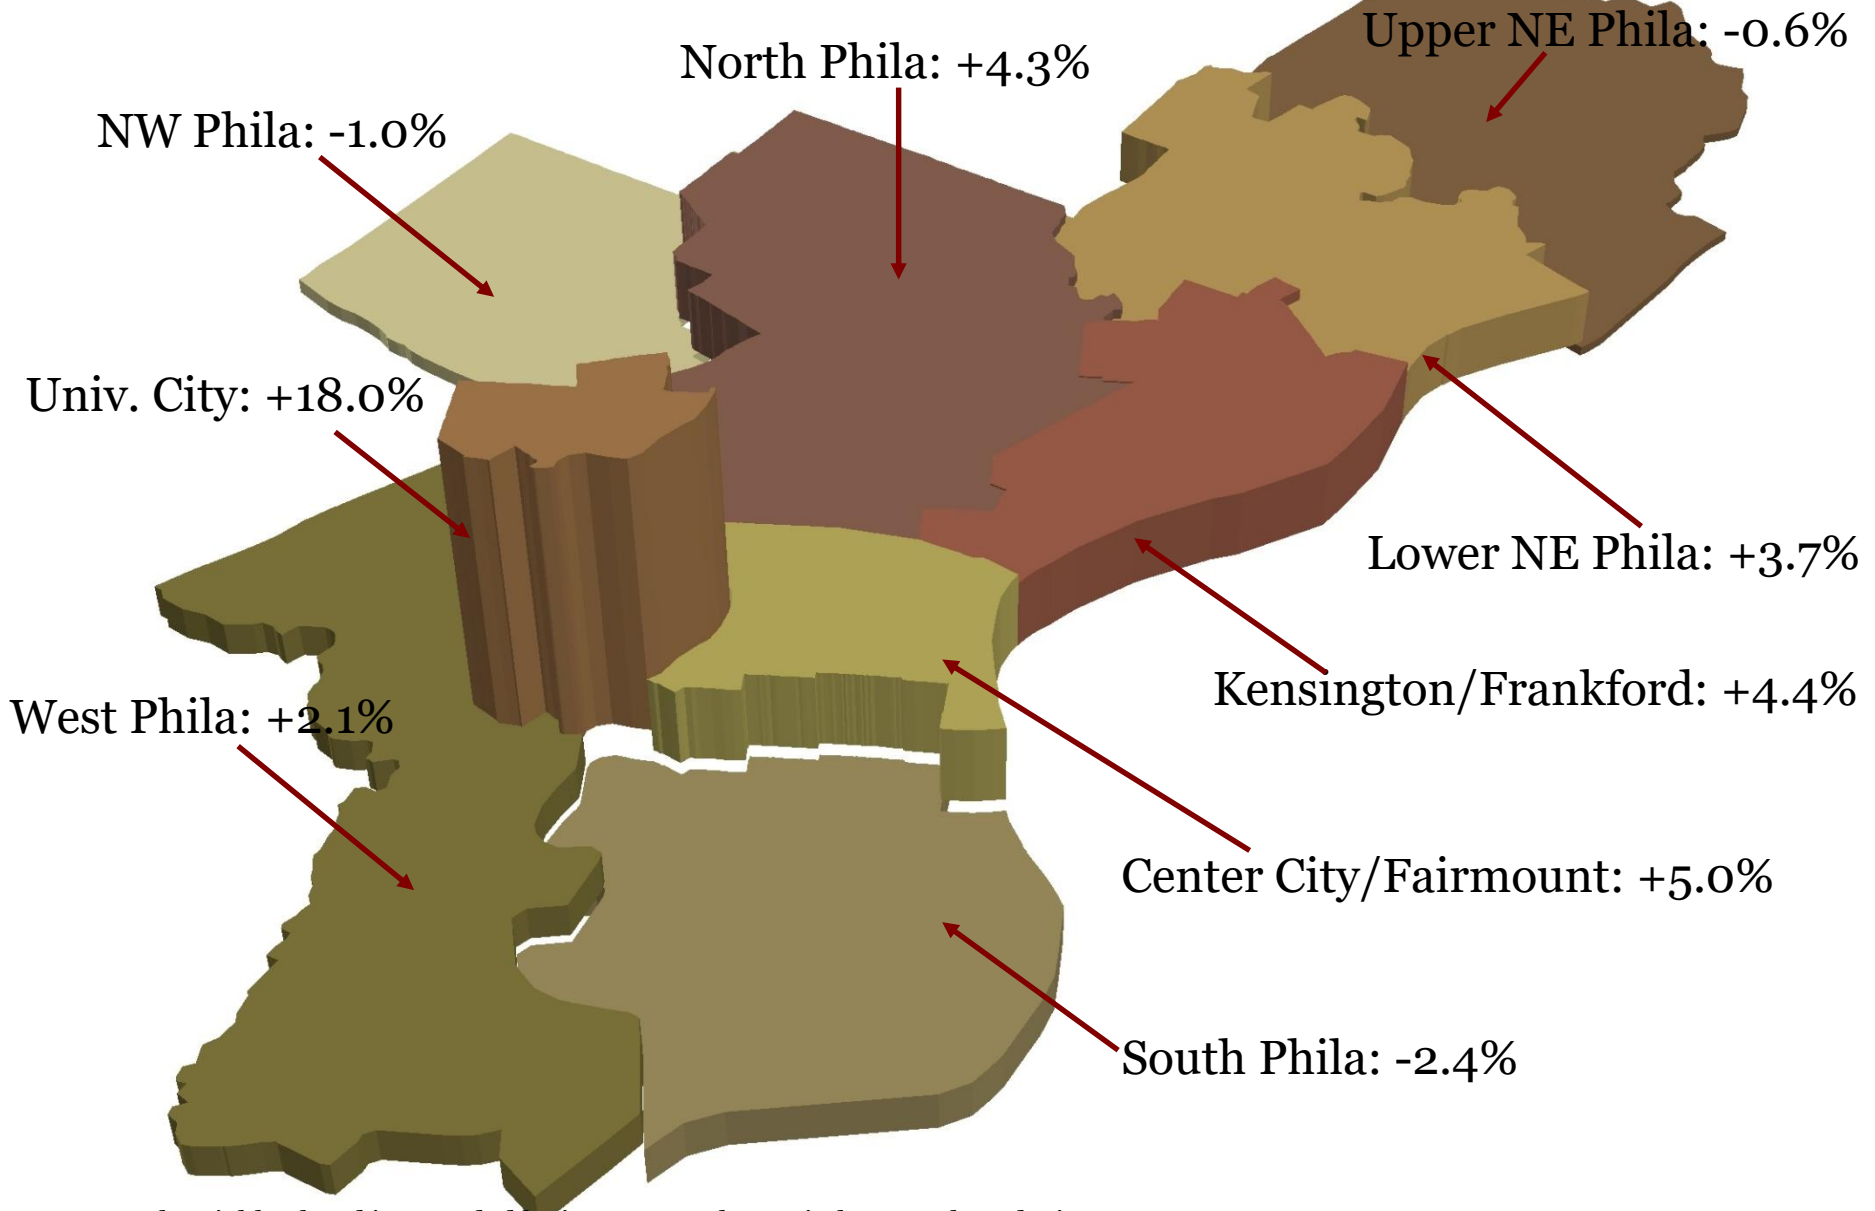 Upper NE Phila: -0.6%
North Phila: +4.3%
NW Phila: -1.0%
Univ. City: +18.0%
Lower NE Phila: +3.7%
Kensington/Frankford: +4.4%
West Phila: +2.1%
Center City/Fairmount: +5.0%
South Phila: -2.4%